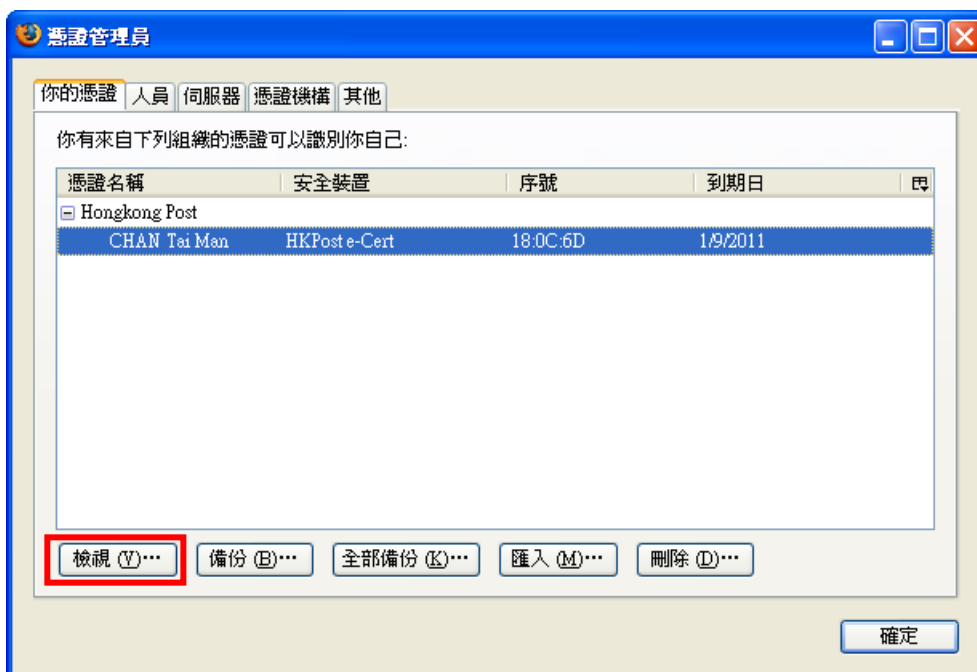 憑證管理員
你的憑證 人員 伺服器 憑證機構 其他
你有來自下列組織的憑證可以識別你自己:
憑證名稱 安全裝置 序號 到期日
Hongkong Post
CHAN Tai Man HKPost e-Cert 18:0C:6D 1/9/2011
檢視 (V)... 備份 (B)... 全部備份 (K)... 匯入 (M)... 刪除 (D)...
確定